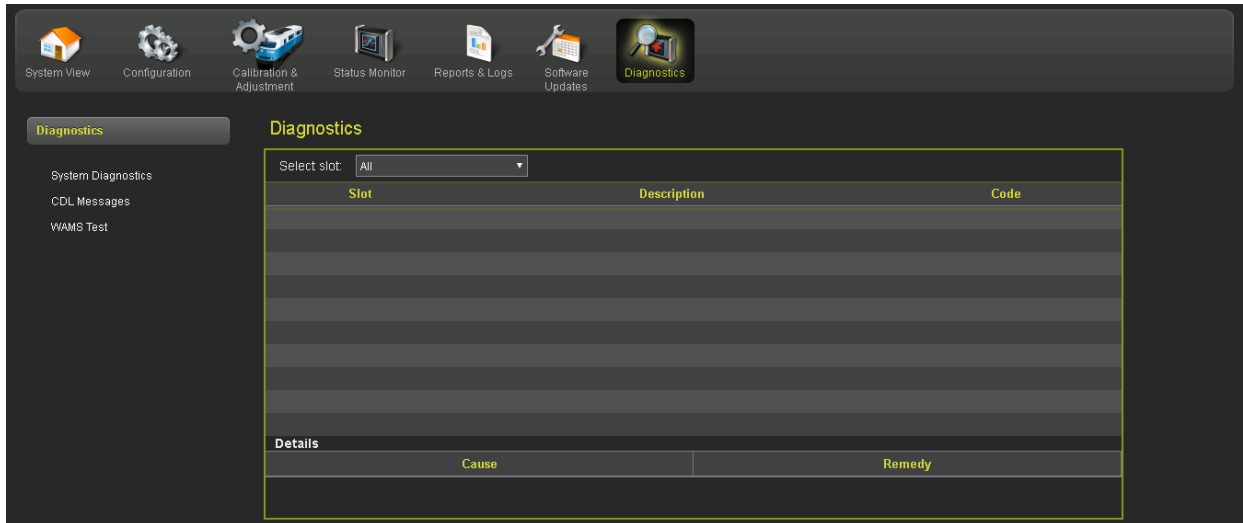 System View
Configuration
Calibration &
Adjustment
Status Monitor
Reports & Logs
Software
Updates
Diagnostics
Diagnostics
System Diagnostics
CDL Messages
WAMS Test
Diagnostics
Select slot: All
Slot Description Code
Details
Cause Remedy